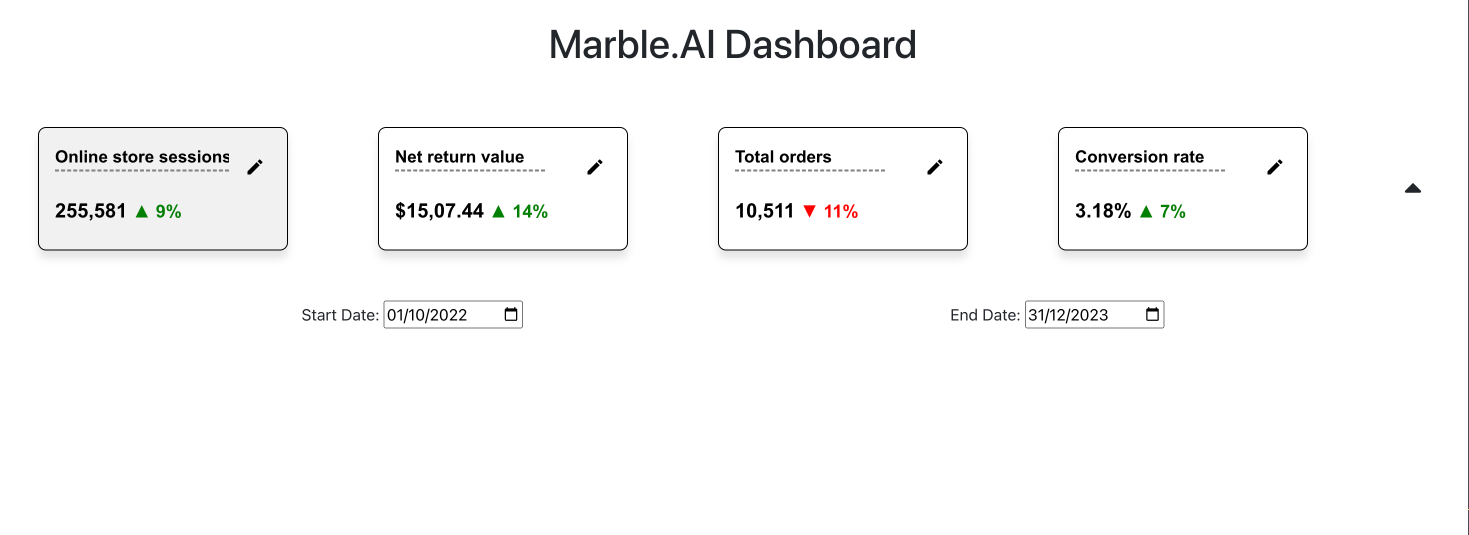 Marble.AI Dashboard
Online store sessions
255,581 ▲ 9%
Net return value
$15,07.44 ▲ 14%
Total orders
10,511 ▼ 11%
Conversion rate
3.18% ▲ 7%
Start Date: 01/10/2022
End Date: 31/12/2023